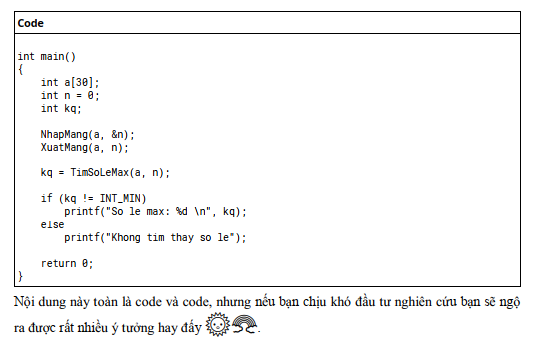 Code
int main()
{
int a[30];
int n = 0;
int kq;
NhapMang(a, &n);
XuatMang(a, n);
kq = TimSoLeMax(a, n);
if (kq != INT_MIN)
printf("So le max: %d \n", kq);
else
printf("Khong tim thay so le");
return 0;
}
Nội dung này toàn là code và code, nhưng nếu bạn chịu khó đầu tư nghiên cứu bạn sẽ ngộ
ra được rất nhiều ý tưởng hay đấy 🌞🌈.